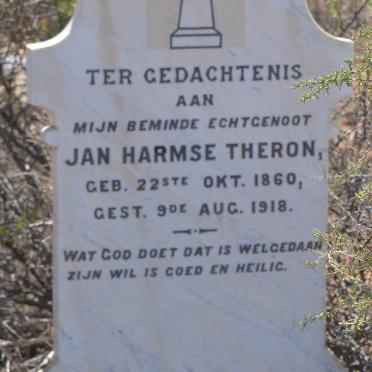 TER GEDACHTENIS
AAN
MIJN BEMINDE ECHTGENOOT
JAN HARMSE THERON,
GEB. 22STE OKT. 1860,
GEST. 9DE AUG. 1918.
WAT GOD DOET DAT IS WELGEDAAN
ZIJN WIL IS GOED EN HEILIG.